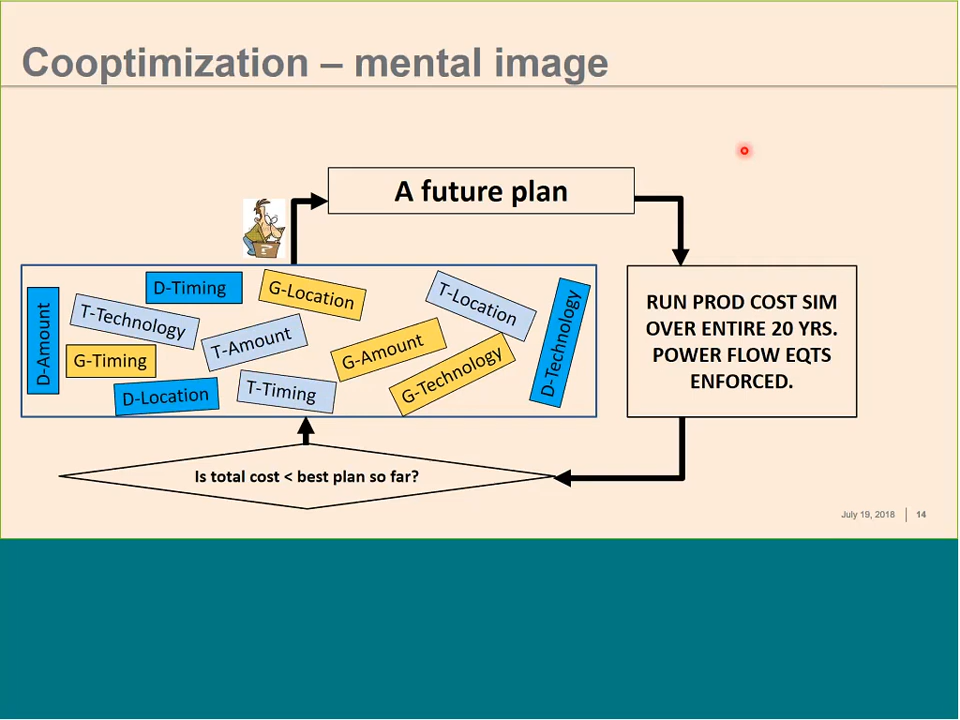 Cooptimization – mental image
A future plan
D-Timing
G-Location
T-Location
D-Technology
D-Amount
T-Technology
T-Amount
G-Amount
G-Timing
G-Technology
D-Location
T-Timing
RUN PROD COST SIM
OVER ENTIRE 20 YRS.
POWER FLOW EQTS
ENFORCED.
Is total cost < best plan so far?
July 19, 2018 | 14